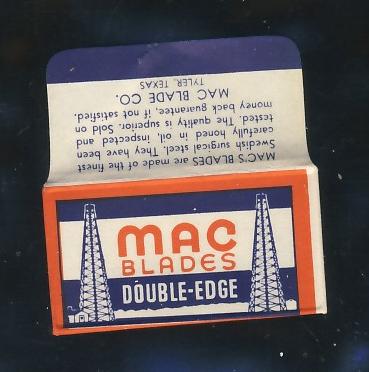 MAC'S BLADES are made of the finest
Swedish surgical steel. They have been
carefully honed in oil, inspected and
tested. The quality is superior. Sold on
money back guarantee, if not satisfied.
MAC BLADE CO.
TYLER, TEXAS
MAC
BLADES
DOUBLE-EDGE